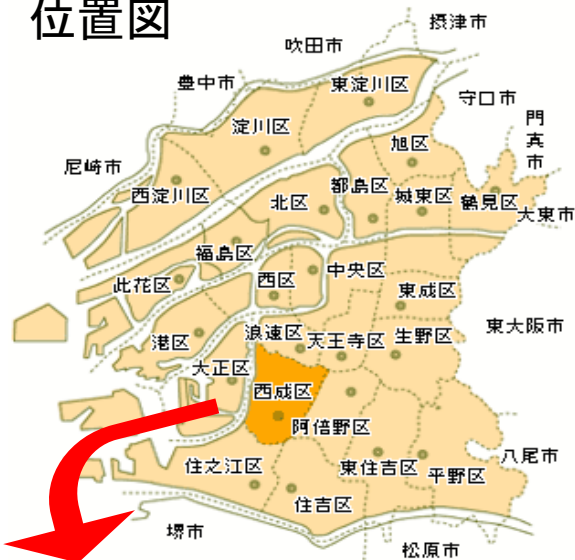 位置図
摂津市
吹田市
豊中市
東淀川区
守口市
淀川区
門真市
旭区
尼崎市
西淀川区
北区
都島区
城東区
鶴見区
大東市
福島区
此花区
西区
中央区
東成区
港区
浪速区
天王寺区
生野区
東大阪市
大正区
西成区
阿倍野区
住之江区
東住吉区
平野区
八尾市
住吉区
堺市
松原市